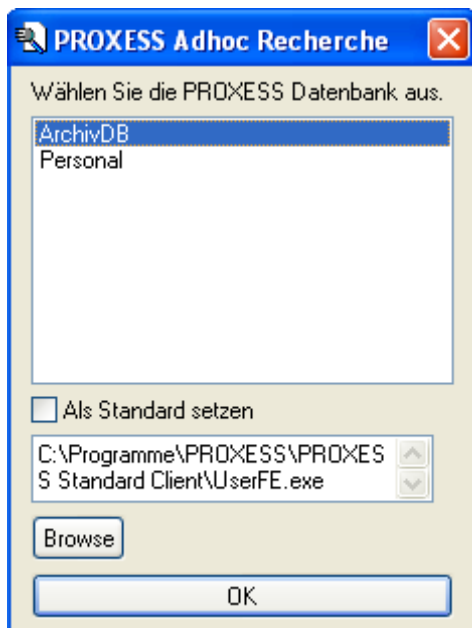 PROXESS Adhoc Recherche
Wählen Sie die PROXESS Datenbank aus.
ArchivDB
Personal
Als Standard setzen
C:\Programme\PROXESS\PROXES
S Standard Client\UserFE.exe
Browse
OK